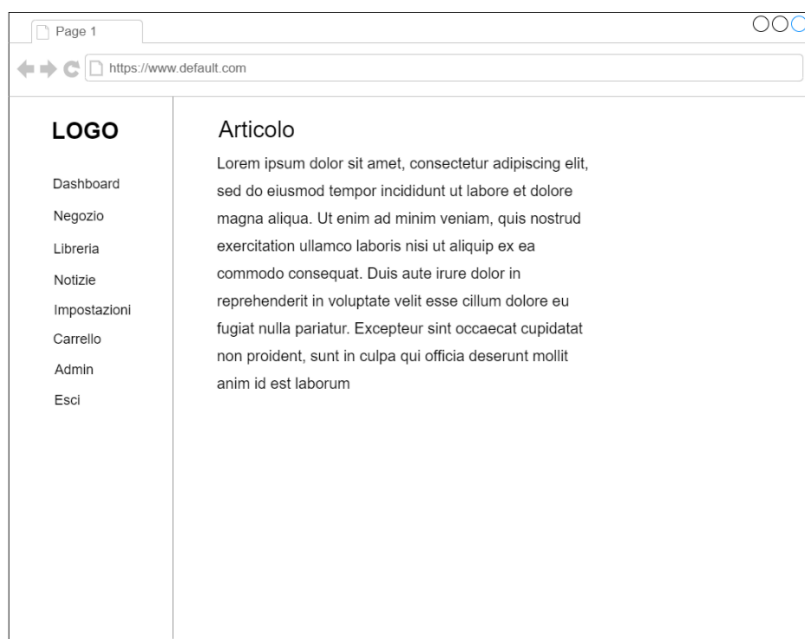 Page 1
https://www.default.com
LOGO
Dashboard
Negozio
Libreria
Notizie
Impostazioni
Carrello
Admin
Esci
Articolo
Lorem ipsum dolor sit amet, consectetur adipiscing elit,
sed do eiusmod tempor incididunt ut labore et dolore
magna aliqua. Ut enim ad minim veniam, quis nostrud
exercitation ullamco laboris nisi ut aliquip ex ea
commodo consequat. Duis aute irure dolor in
reprehenderit in voluptate velit esse cillum dolore eu
fugiat nulla pariatur. Excepteur sint occaecat cupidatat
non proident, sunt in culpa qui officia deserunt mollit
anim id est laborum